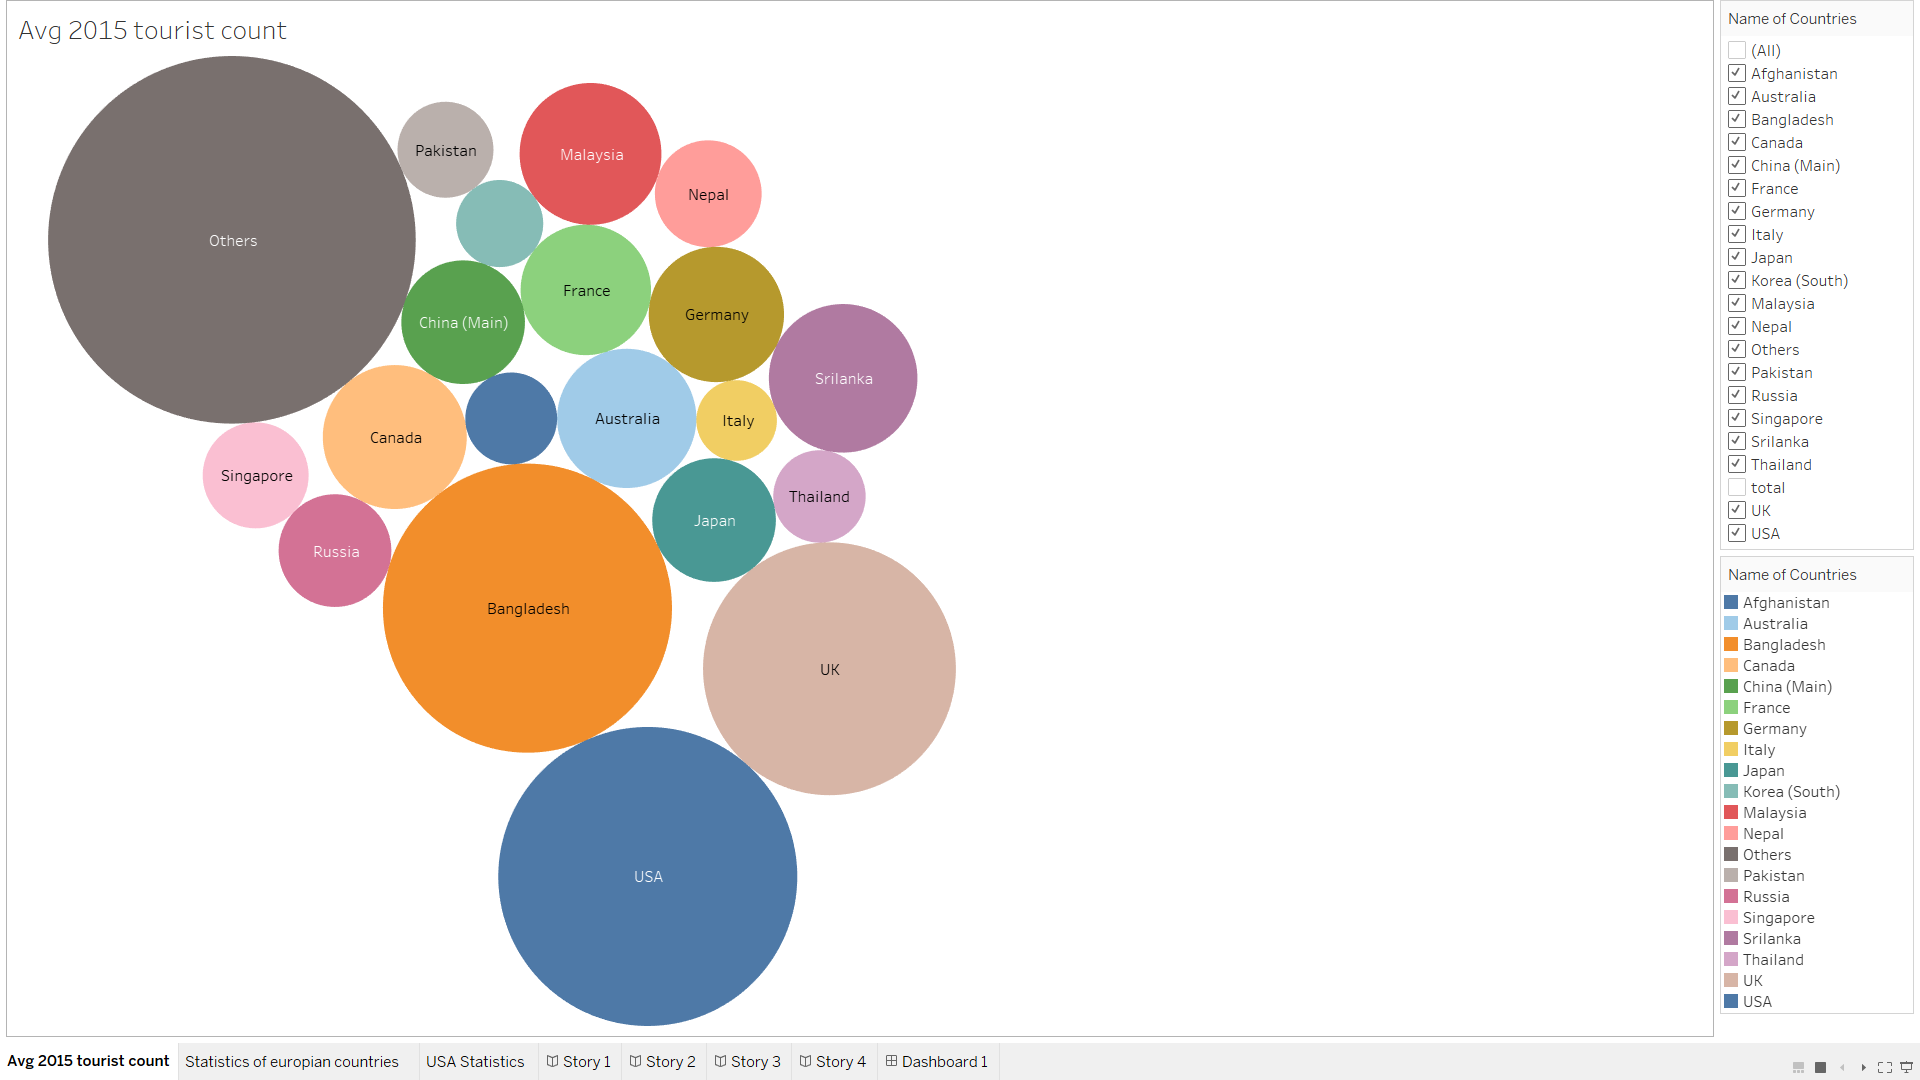 Avg 2015 tourist count
Others
Pakistan
Malaysia
Nepal
China (Main)
France
Germany
Srilanka
Canada
Australia
Italy
Singapore
Thailand
Russia
Japan
Bangladesh
UK
USA
Name of Countries
(All)
Afghanistan
Australia
Bangladesh
Canada
China (Main)
France
Germany
Italy
Japan
Korea (South)
Malaysia
Nepal
Others
Pakistan
Russia
Singapore
Srilanka
Thailand
total
UK
USA
Name of Countries
Afghanistan
Australia
Bangladesh
Canada
China (Main)
France
Germany
Italy
Japan
Korea (South)
Malaysia
Nepal
Others
Pakistan
Russia
Singapore
Srilanka
Thailand
UK
USA
Avg 2015 tourist count Statistics of europian countries USA Statistics Story 1 Story 2 Story 3 Story 4 Dashboard 1